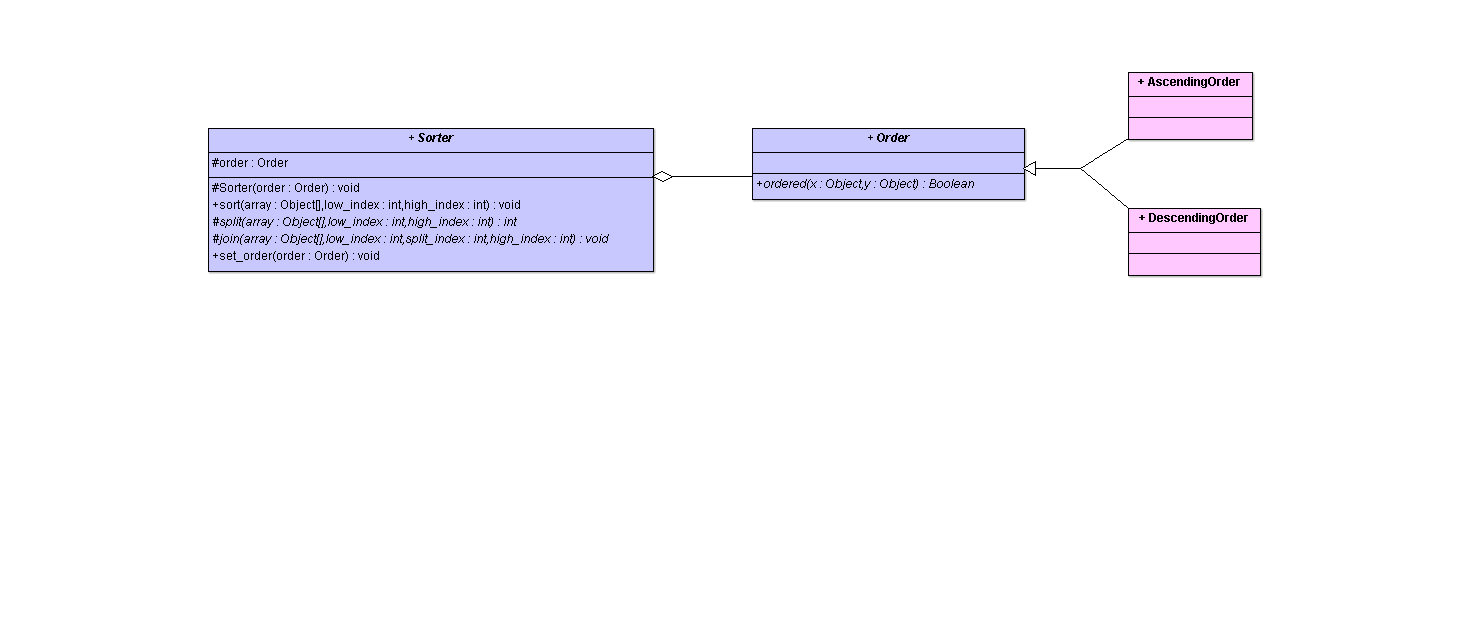 + Sorter
#order : Order
#Sorter(order : Order) : void
+sort(array : Object[],low_index : int,high_index : int) : void
#split(array : Object[],low_index : int,high_index : int) : int
#join(array : Object[],low_index : int,split_index : int,high_index : int) : void
+set_order(order : Order) : void
+ Order
+ordered(x : Object,y : Object) : Boolean
+ AscendingOrder
+ DescendingOrder